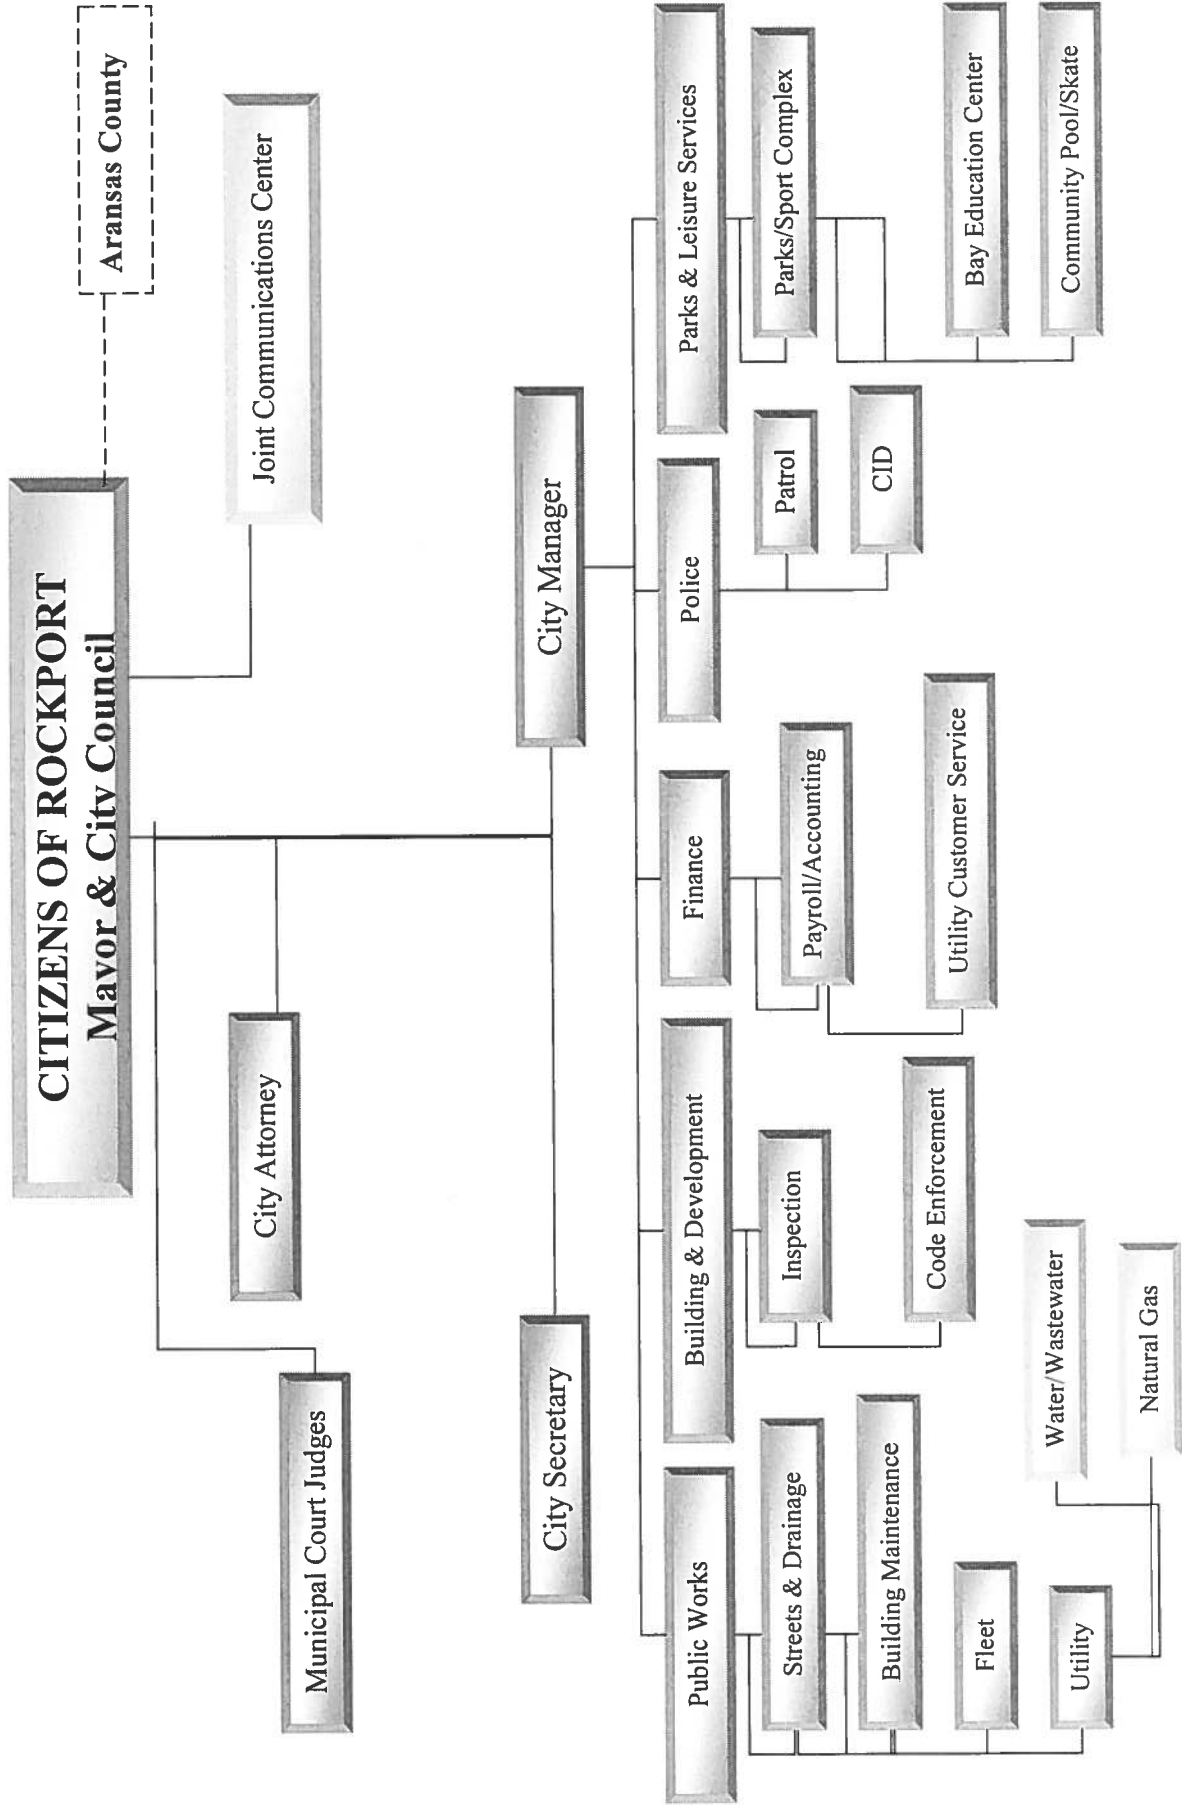 CITIZENS OF ROCKPORT
Mayor & City Council
Aransas County
Joint Communications Center
City Attorney
Municipal Court Judges
City Secretary
City Manager
Public Works
Building & Development
Finance
Police
Parks & Leisure Services
Streets & Drainage
Building Maintenance
Fleet
Utility
Water/Wastewater
Natural Gas
Inspection
Code Enforcement
Payroll/Accounting
Utility Customer Service
Patrol
CID
Parks/Sport Complex
Bay Education Center
Community Pool/Skate